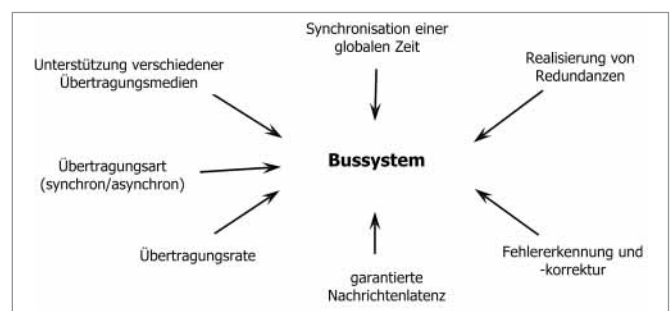 Synchronisation einer
globalen Zeit
Unterstützung verschiedener
Übertragungsmedien
Realisierung von
Redundanzen
Bussystem
Übertragungsart
(synchron/asynchron)
Übertragungsrate
garantierte
Nachrichtenlatenz
Fehlererkennung und
-korrektur